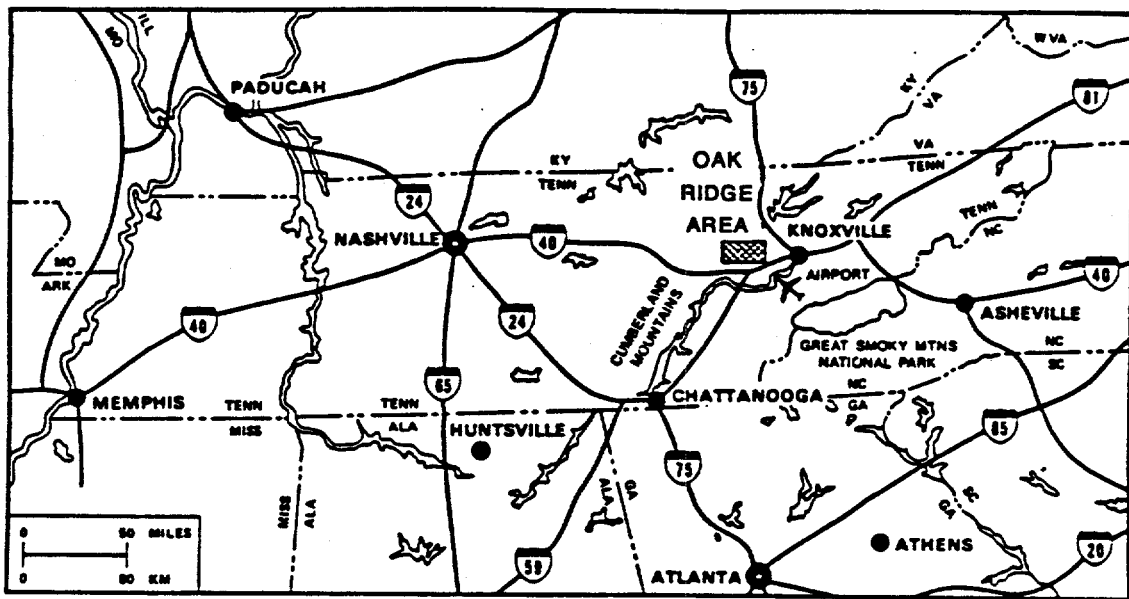 MO
ILL
PADUCAH
75
W VA
KY
VA
81
KY
TENN
OAK
RIDGE
AREA
VA
TENN
24
NASHVILLE
40
KNOXVILLE
TENN
NC
MO
ARK
AIRPORT
40
40
24
CUMBERLAND
MOUNTAINS
ASHEVILLE
GREAT SMOKY MTNS
NATIONAL PARK
NC
SC
65
MEMPHIS
TENN
MISS
TENN
ALA
CHATTANOOGA
NC
GA
HUNTSVILLE
85
75
MISS
ALA
ALA
GA
GA
SC
0 50 MILES
0 80 KM
59
ATLANTA
ATHENS
20